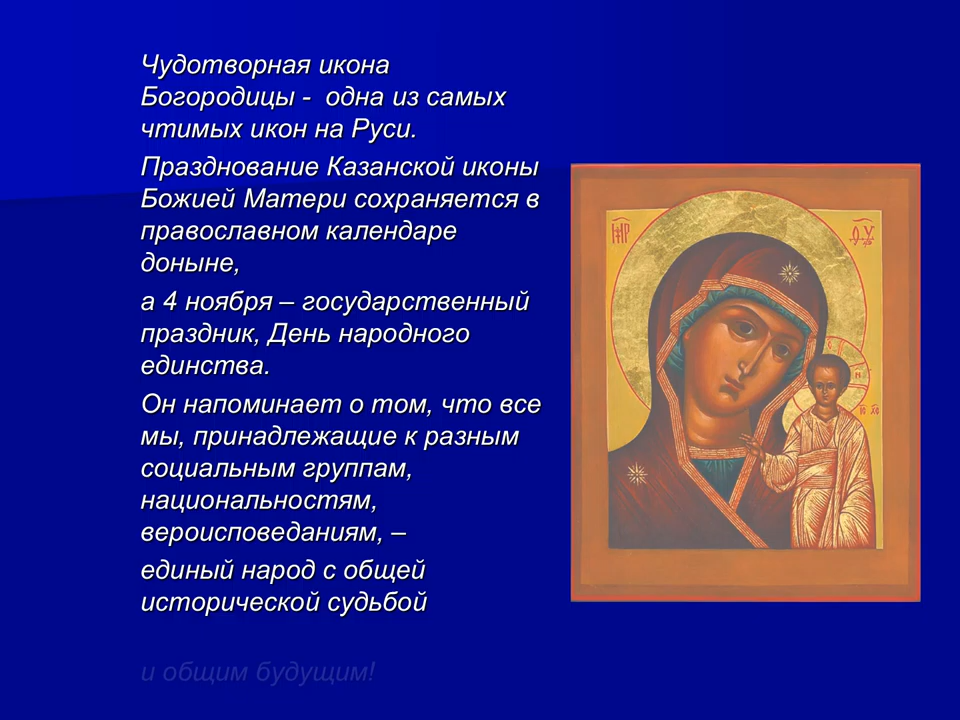 Чудотворная икона
Богородицы - одна из самых
чтимых икон на Руси.
Празднование Казанской иконы
Божией Матери сохраняется в
православном календаре
доныне,
а 4 ноября – государственный
праздник, День народного
единства.
Он напоминает о том, что все
мы, принадлежащие к разным
социальным группам,
национальностям,
вероисповеданиям, –
единый народ с общей
исторической судьбой
и общим будущим!